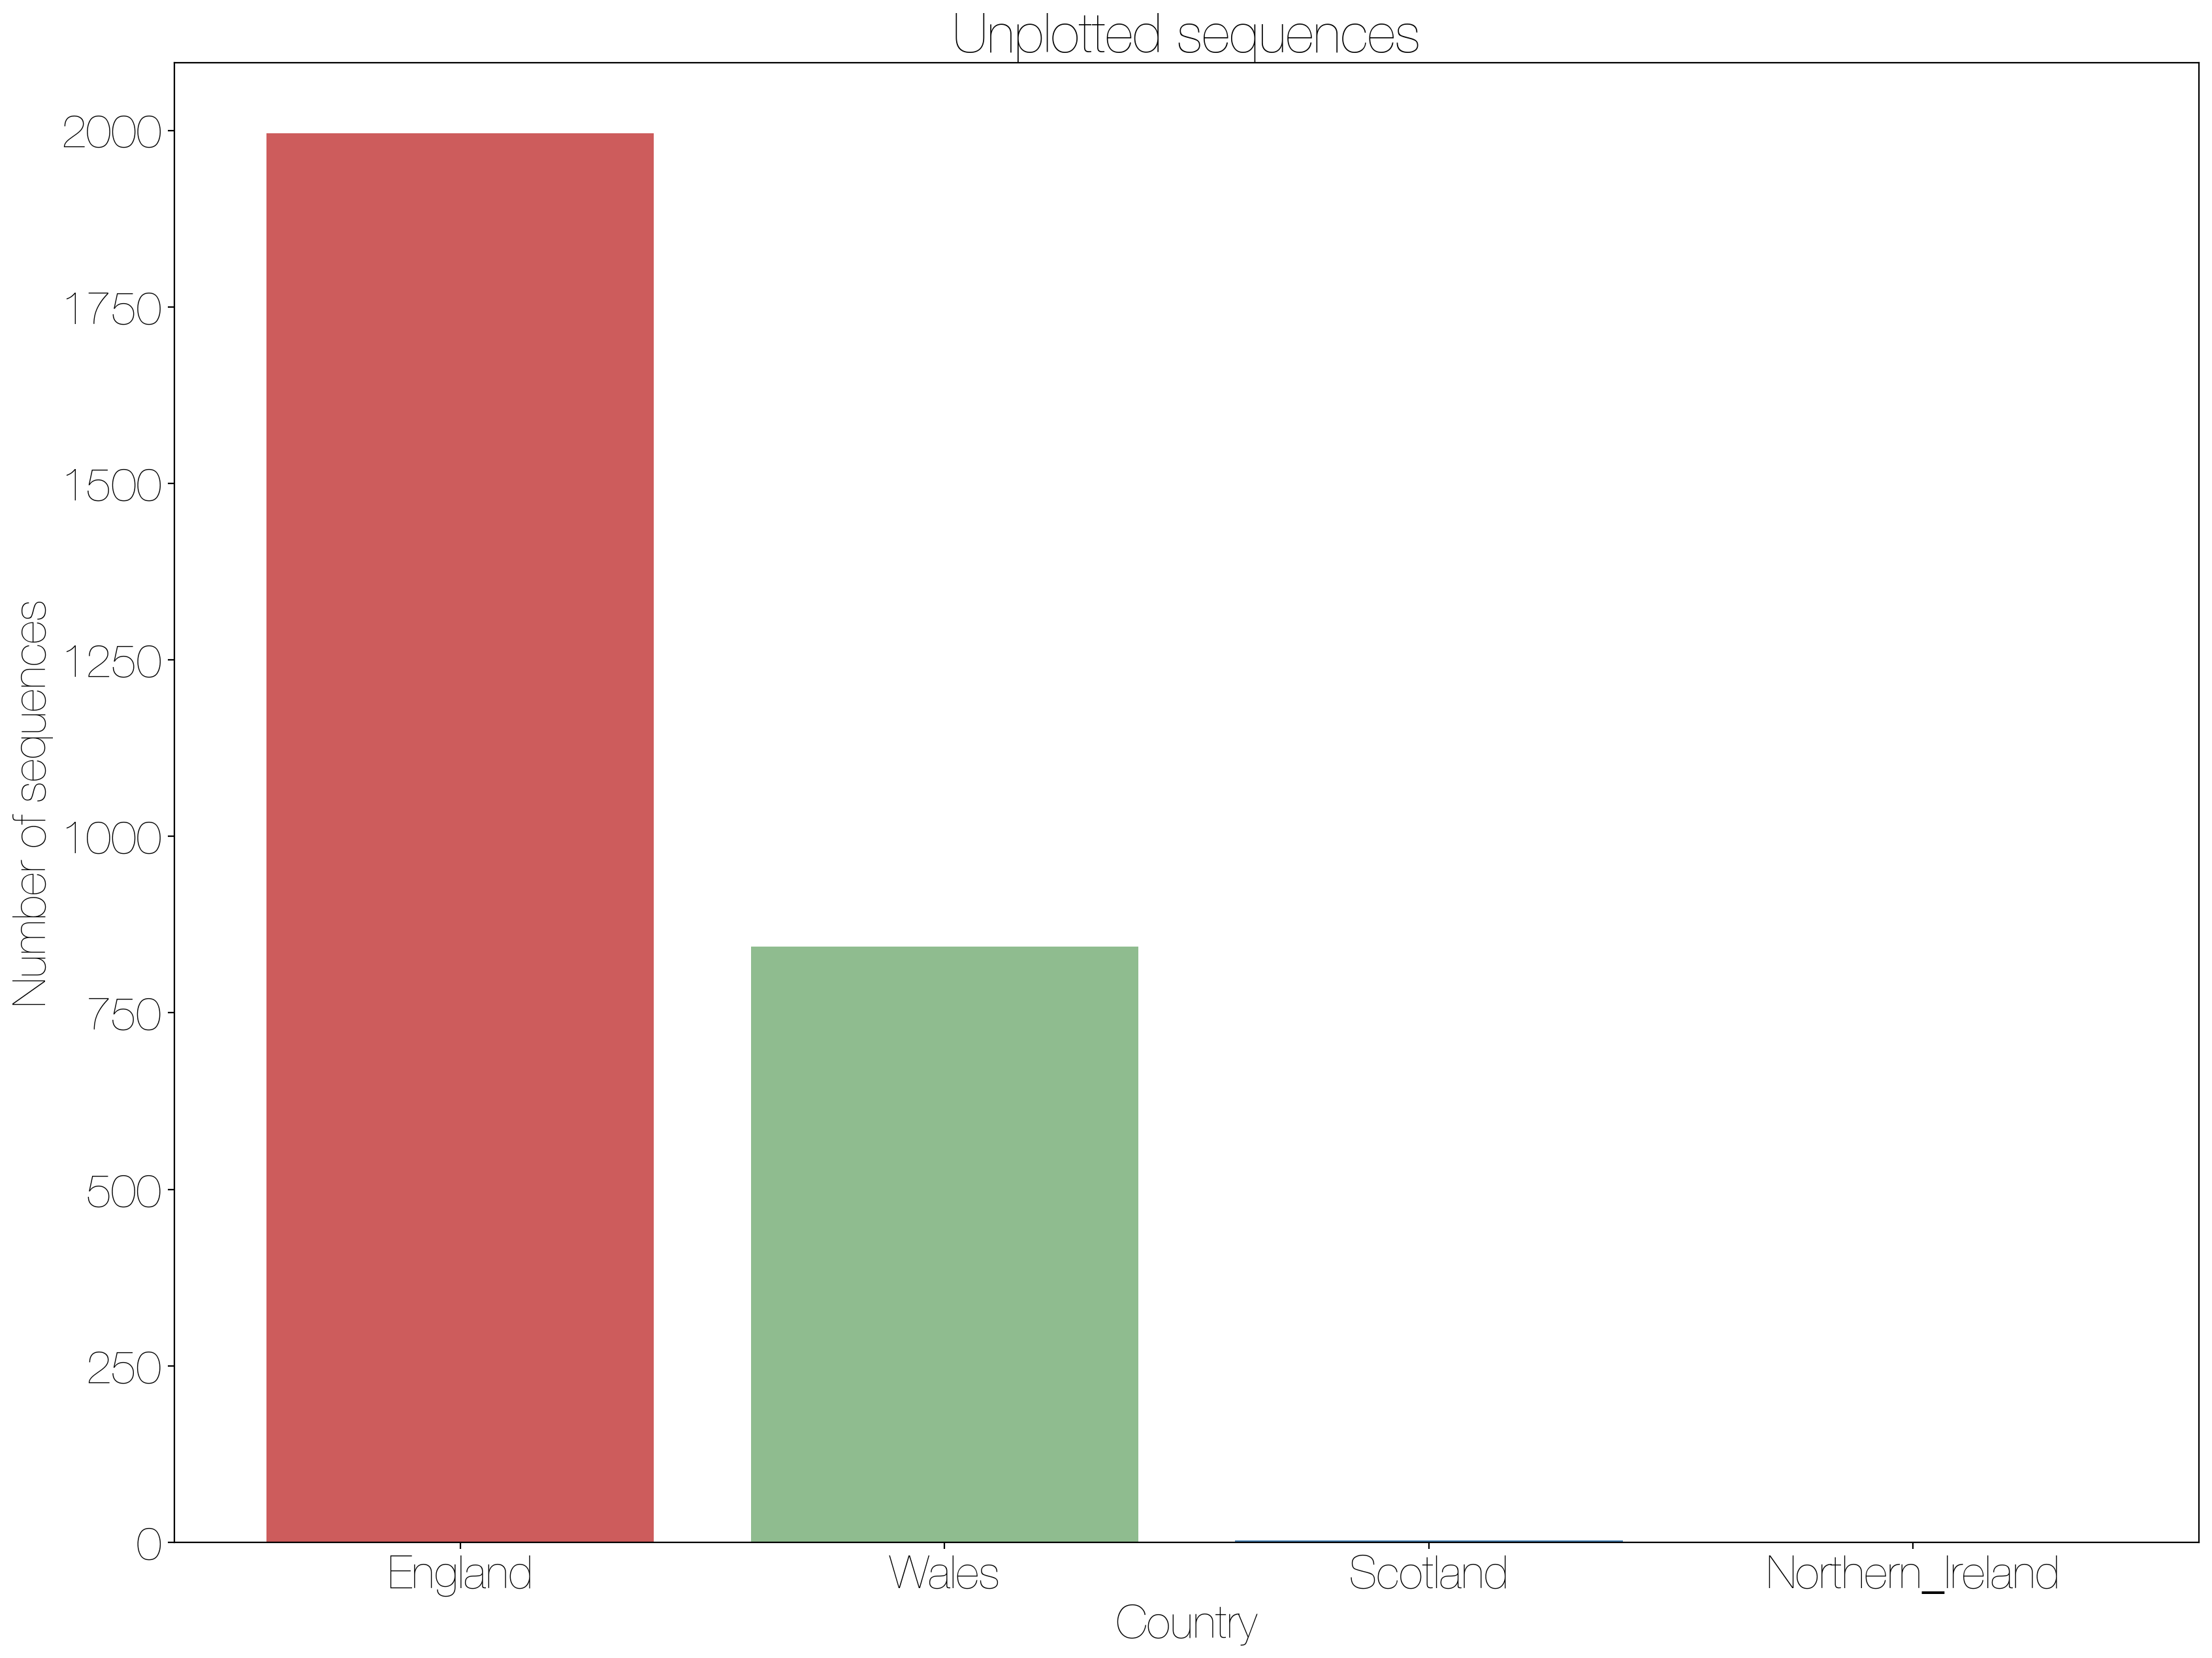 Unplotted sequences
2000
1750
1500
1250
1000
750
500
250
0
Number of sequences
England
Wales
Scotland
Northern_Ireland
Country